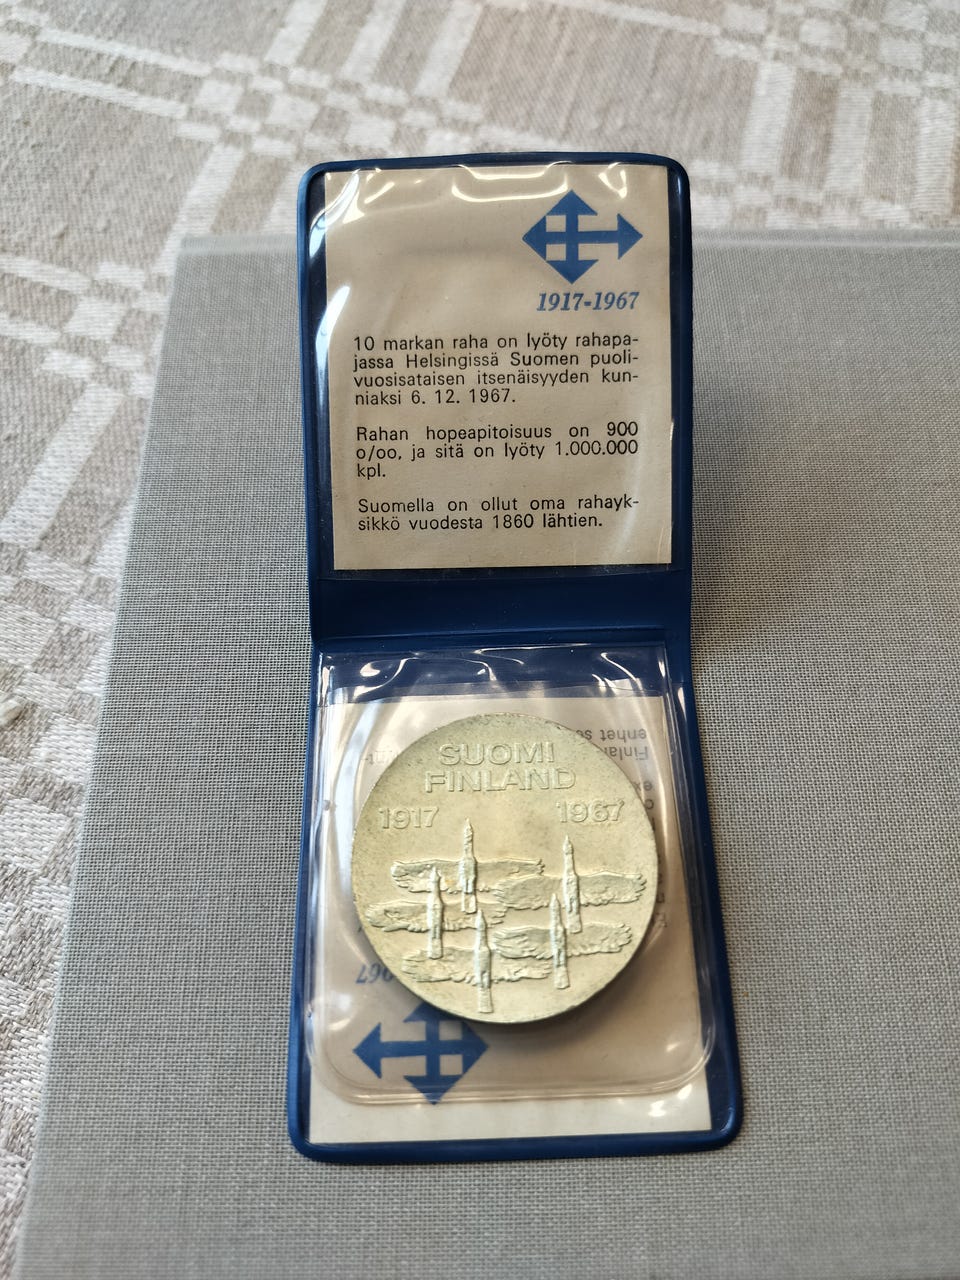 1917-1967
10 markan raha on lyöty rahapa-
jassa Helsingissä Suomen puoli-
vuosisataisen itsenäisyyden kun-
niaksi 6. 12. 1967.
Rahan hopeapitoisuus on 900
o/oo, ja sitä on lyöty 1.000.000
kpl.
Suomella on ollut oma rahayk-
sikkö vuodesta 1860 lähtien.
SUOMI
FINLAND
1917 1967
enhet